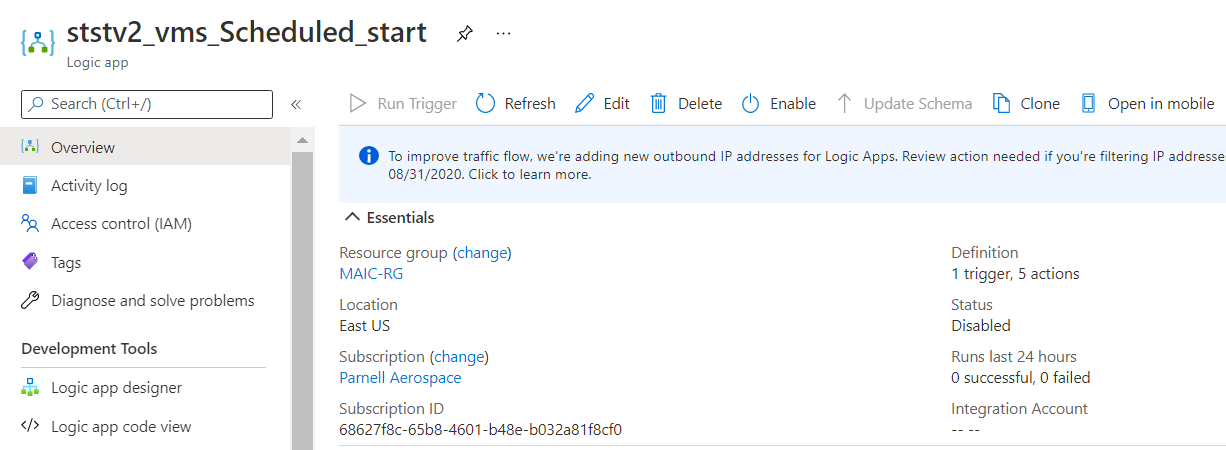 ststv2_vms_Scheduled_start
Logic app
Search (Ctrl+/)
Overview
Activity log
Access control (IAM)
Tags
Diagnose and solve problems
Development Tools
Logic app designer
Logic app code view
Run Trigger Refresh Edit Delete Enable Update Schema Clone Open in mobile
To improve traffic flow, we're adding new outbound IP addresses for Logic Apps. Review action needed if you're filtering IP addresse
08/31/2020. Click to learn more.
Essentials
Resource group (change)
MAIC-RG
Location
East US
Subscription (change)
Parnell Aerospace
Subscription ID
68627f8c-65b8-4601-b48e-b032a81f8cf0
Definition
1 trigger, 5 actions
Status
Disabled
Runs last 24 hours
0 successful, 0 failed
Integration Account
-- --